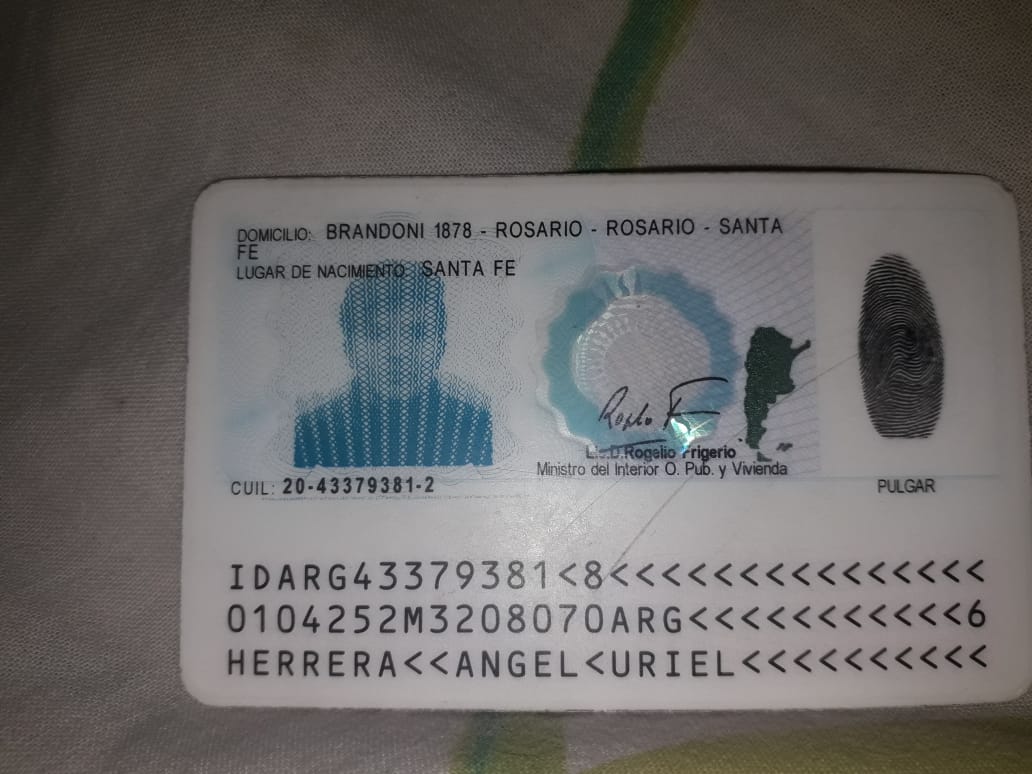 DOMICILIO: BRANDONI 1878 - ROSARIO - ROSARIO - SANTA
FE
LUGAR DE NACIMIENTO SANTA FE
Lic.D.Rogelio Frigerio
Ministro del Interior O. Pub. y Vivienda
CUIL: 20-43379381-2
PULGAR
IDARG43379381<8<<<<<<<<<<<<<<<
0104252M3208070ARG<<<<<<<<<<<6
HERRERA<<ANGEL<URIEL<<<<<<<<<<